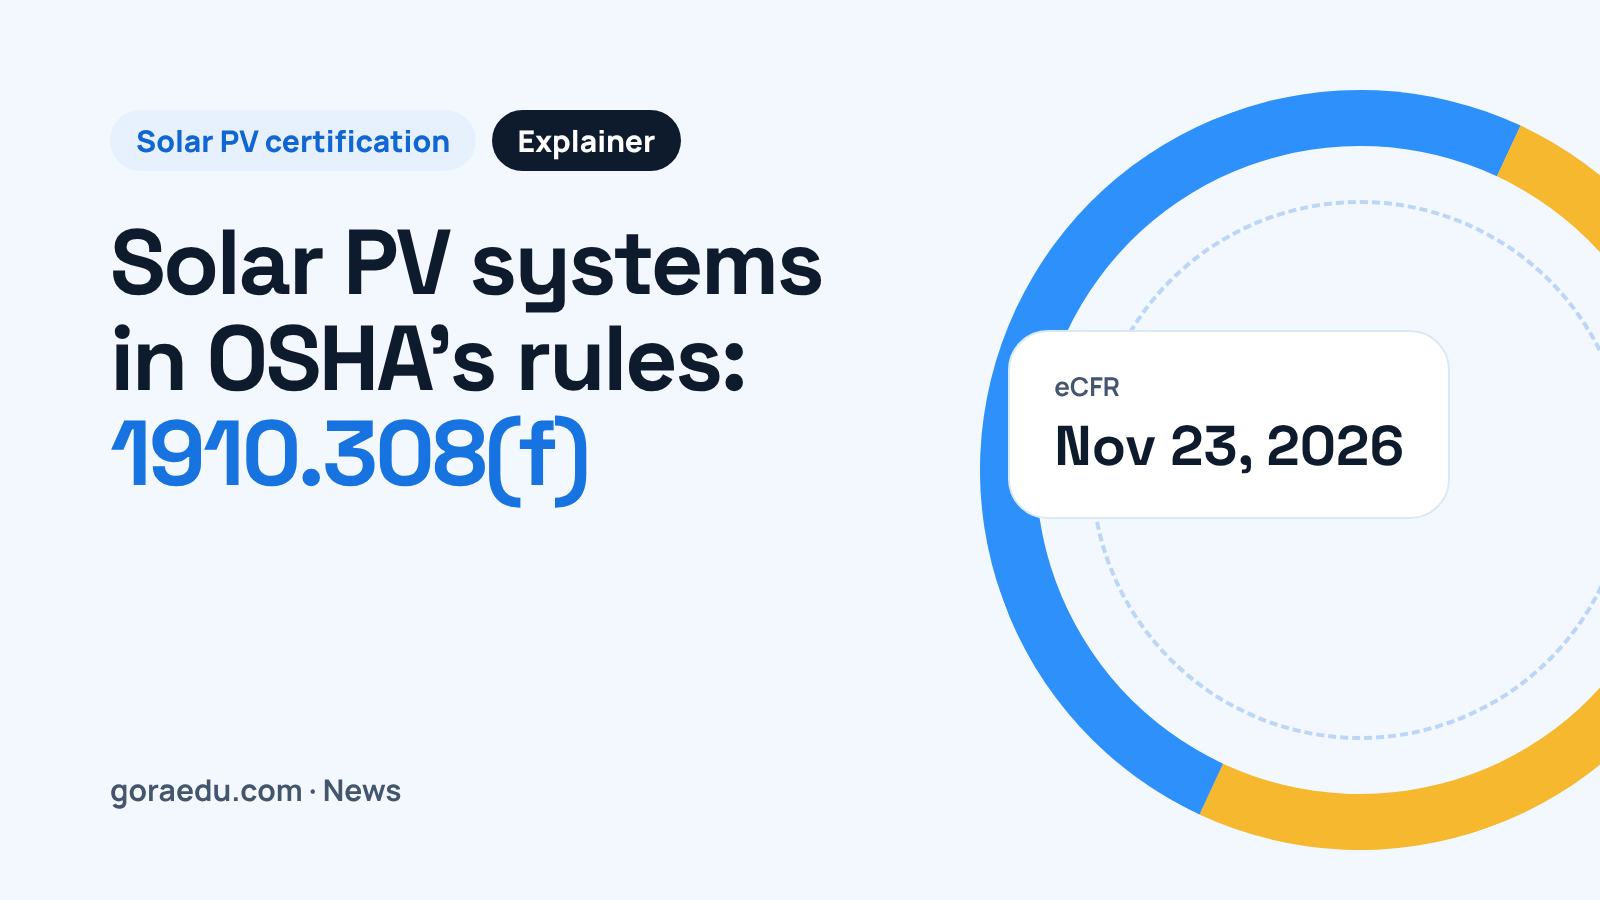 Solar PV certification
Explainer
Solar PV systems
in OSHA’s rules:
1910.308(f)
eCFR
Nov 23, 2026
goraedu.com · News